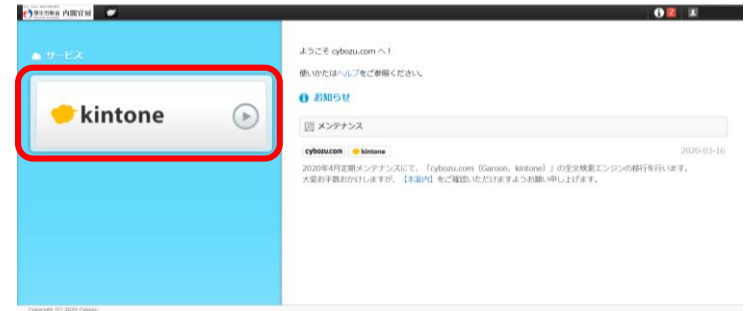 厚生労働省 内閣官房
2
サービス
kintone
ようこそ cybozu.com へ！
使いかたはヘルプをご参照ください。
お知らせ
メンテナンス
cybozu.com kintone 2020-03-16
2020年4月定期メンテナンスにて、「cybozu.com（Garoon、kintone）」の全文検索エンジンの移行を行います。
大変お手数おかけしますが、【本案内】をご確認いただけますようお願い申し上げます。
Copyright (C) 2020 Cybozu